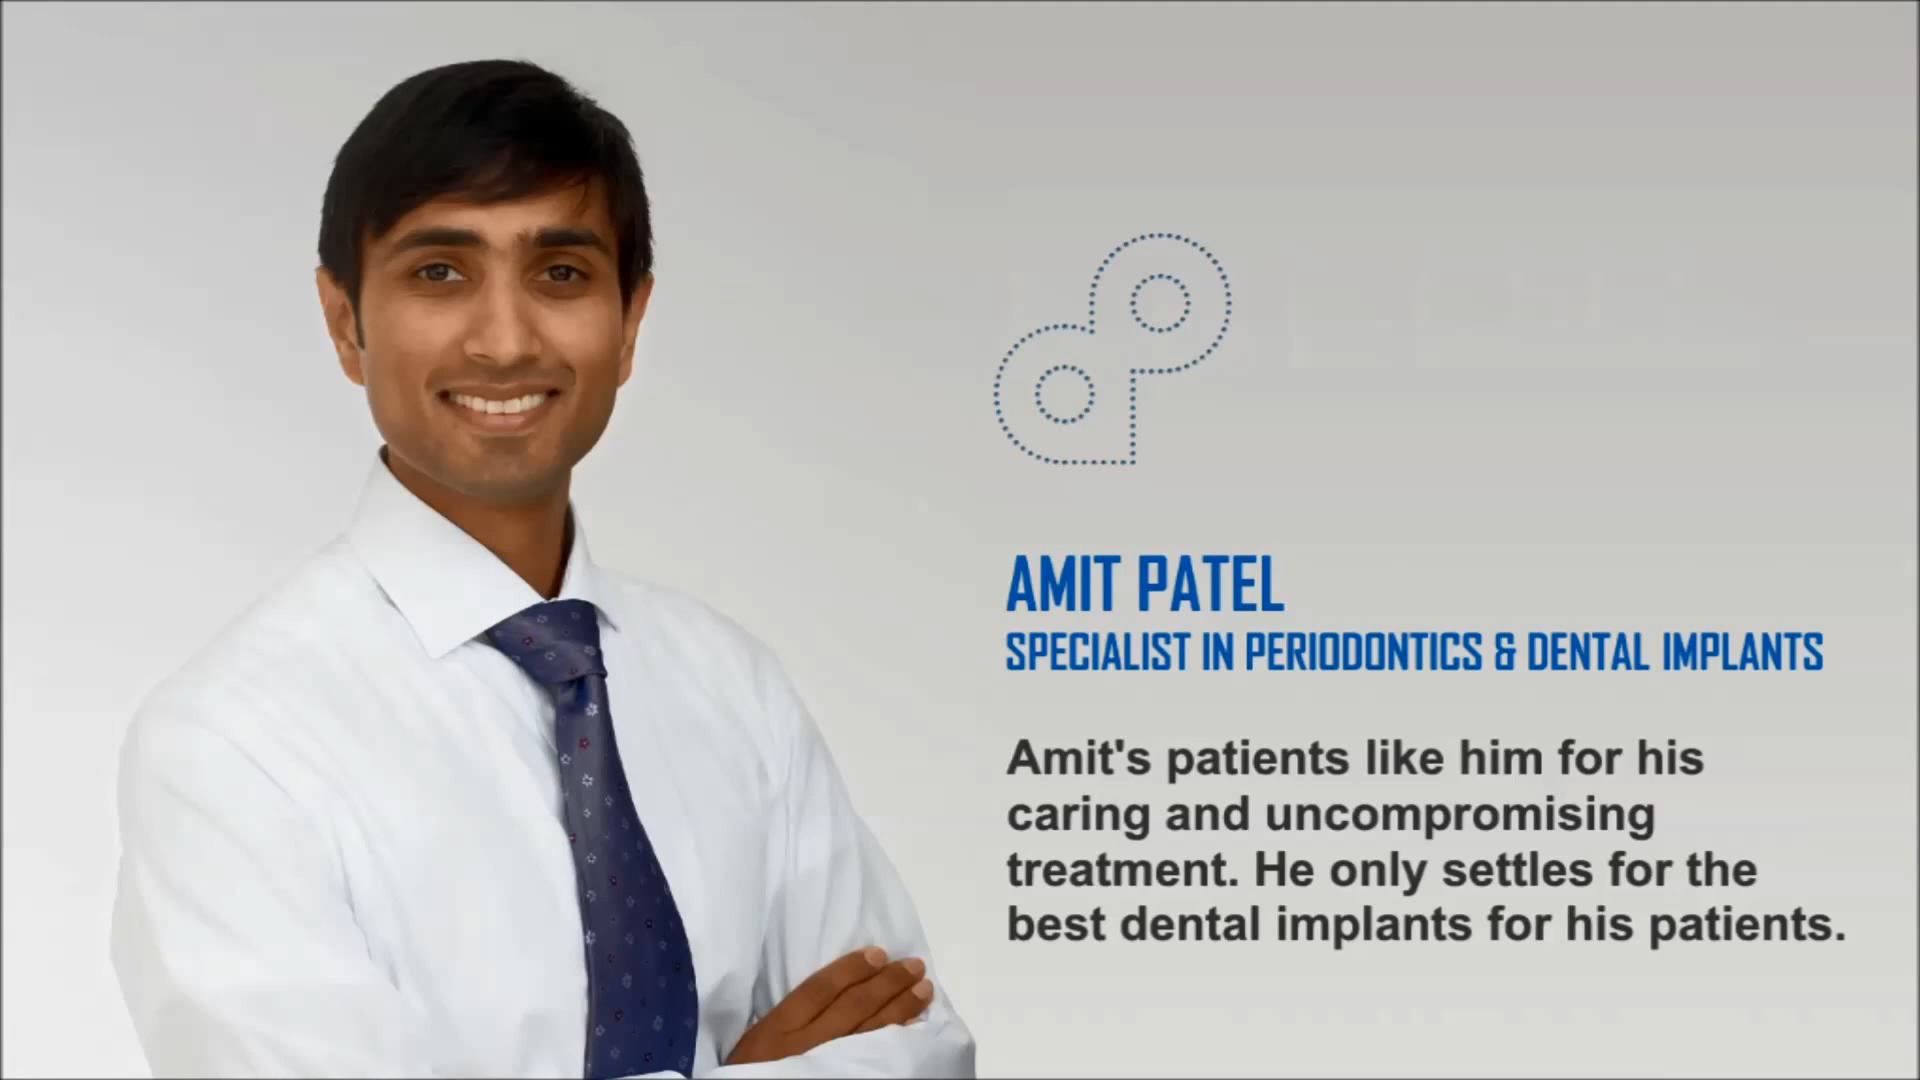 AMIT PATEL
SPECIALIST IN PERIODONTICS & DENTAL IMPLANTS
Amit's patients like him for his
caring and uncompromising
treatment. He only settles for the
best dental implants for his patients.